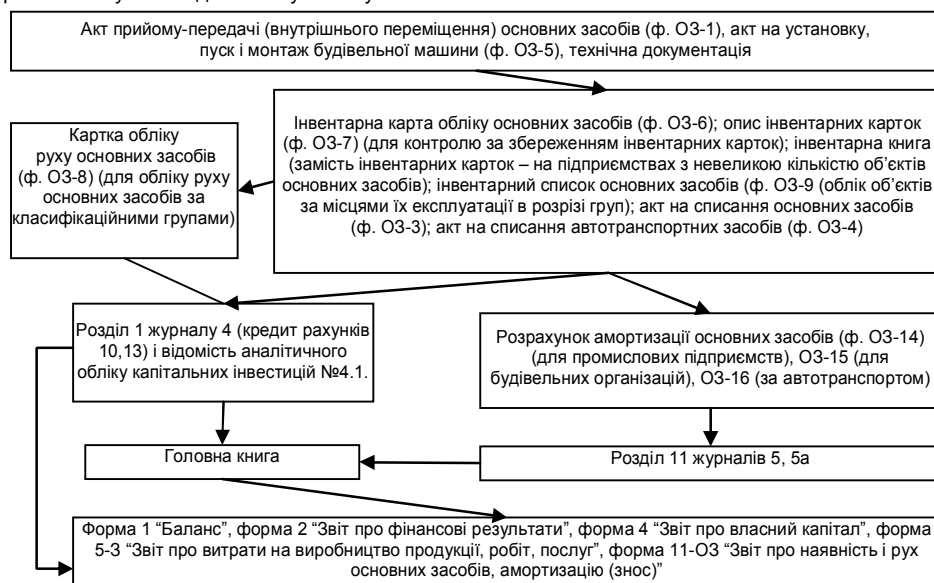 Акт прийому-передачі (внутрішнього переміщення) основних засобів (ф. ОЗ-1), акт на установку,
пуск і монтаж будівельної машини (ф. ОЗ-5), технічна документація
Картка обліку
руху основних засобів
(ф. ОЗ-8) (для обліку руху
основних засобів за
класифікаційними групами)
Інвентарна карта обліку основних засобів (ф. ОЗ-6); опис інвентарних карток
(ф. ОЗ-7) (для контролю за збереженням інвентарних карток); інвентарна книга
(замість інвентарних карток – на підприємствах з невеликою кількістю об’єктів
основних засобів); інвентарний список основних засобів (ф. ОЗ-9 (облік об’єктів
за місцями їх експлуатації в розрізі груп); акт на списання основних засобів
(ф. ОЗ-3); акт на списання автотранспортних засобів (ф. ОЗ-4)
Розділ 1 журналу 4 (кредит рахунків
10,13) і відомість аналітичного
обліку капітальних інвестицій №4.1.
Розрахунок амортизації основних засобів (ф. ОЗ-14)
(для промислових підприємств), ОЗ-15 (для
будівельних організацій), ОЗ-16 (за автотранспортом)
Головна книга
Розділ 11 журналів 5, 5а
Форма 1 “Баланс”, форма 2 “Звіт про фінансові результати”, форма 4 “Звіт про власний капітал”, форма
5-З “Звіт про витрати на виробництво продукції, робіт, послуг”, форма 11-ОЗ “Звіт про наявність і рух
основних засобів, амортизацію (знос)”